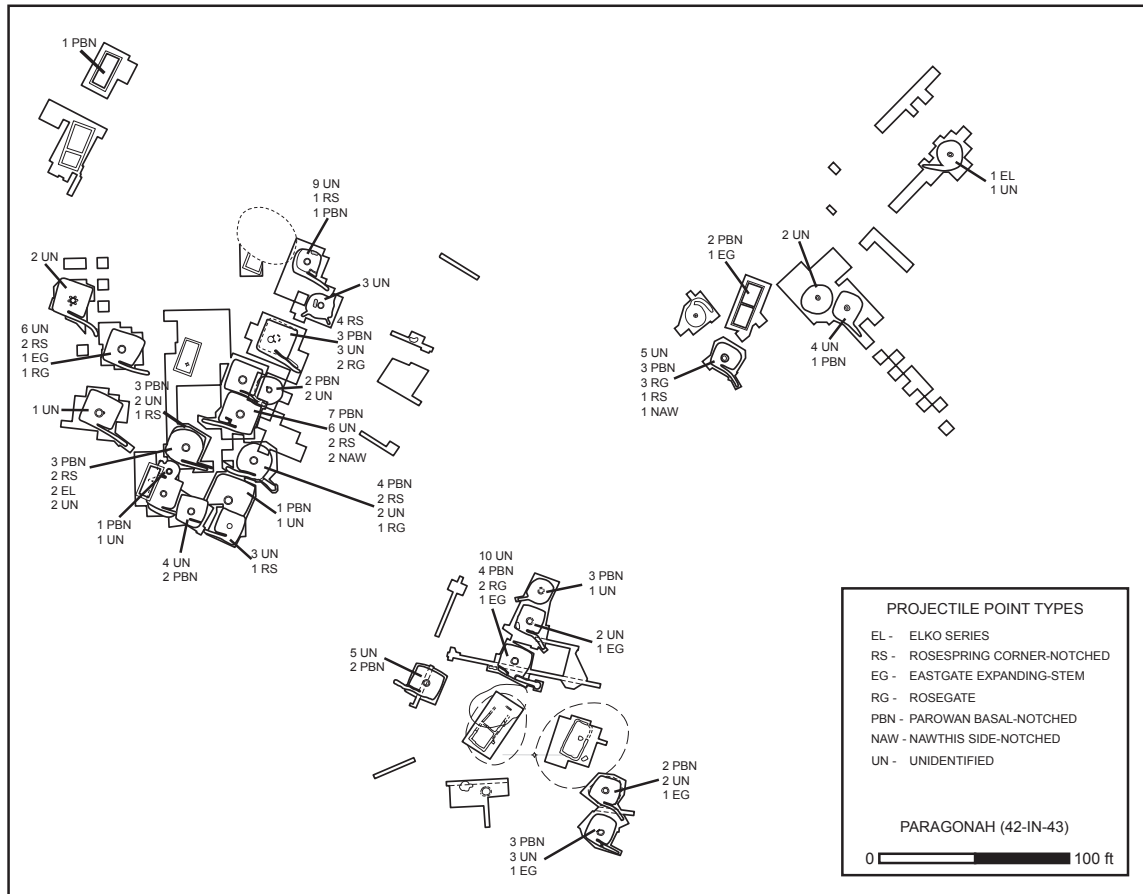 1 PBN
9 UN
1 RS
1 PBN
2 UN
3 UN
6 UN
2 RS
1 EG
1 RG
4 RS
3 PBN
3 UN
2 RG
3 PBN
2 UN
1 RS
2 PBN
2 UN
1 UN
7 PBN
6 UN
2 RS
2 NAW
3 PBN
2 RS
2 EL
2 UN
4 PBN
2 RS
2 UN
1 RG
1 PBN
1 UN
1 PBN
1 UN
4 UN
2 PBN
3 UN
1 RS
1 EL
1 UN
2 PBN
1 EG
2 UN
4 UN
1 PBN
5 UN
3 PBN
3 RG
1 RS
1 NAW
10 UN
4 PBN
2 RG
1 EG
3 PBN
1 UN
2 UN
1 EG
5 UN
2 PBN
2 PBN
2 UN
1 EG
3 PBN
3 UN
1 EG
PROJECTILE POINT TYPES
EL - ELKO SERIES
RS - ROSESPRING CORNER-NOTCHED
EG - EASTGATE EXPANDING-STEM
RG - ROSEGATE
PBN - PAROWAN BASAL-NOTCHED
NAW - NAWTHIS SIDE-NOTCHED
UN - UNIDENTIFIED
PARAGONAH (42-IN-43)
0 100 ft